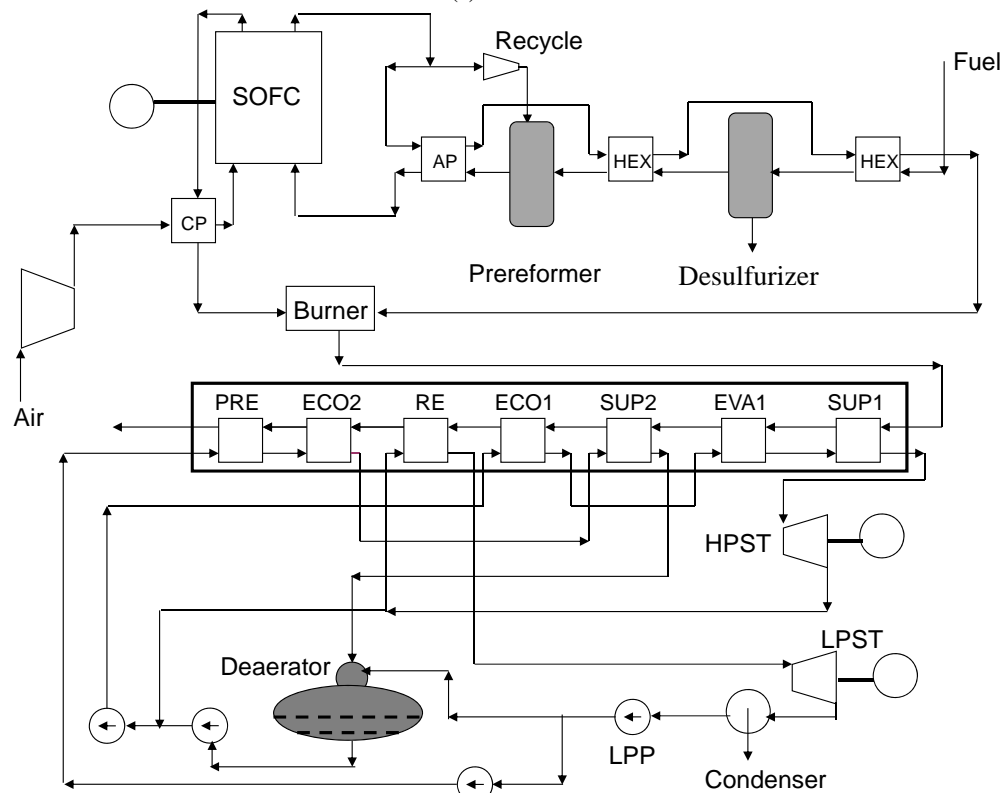 Recycle
Fuel
SOFC
AP
HEX
HEX
CP
Prereformer
Desulfurizer
Burner
Air
PRE
ECO2
RE
ECO1
SUP2
EVA1
SUP1
HPST
LPST
Deaerator
LPP
Condenser